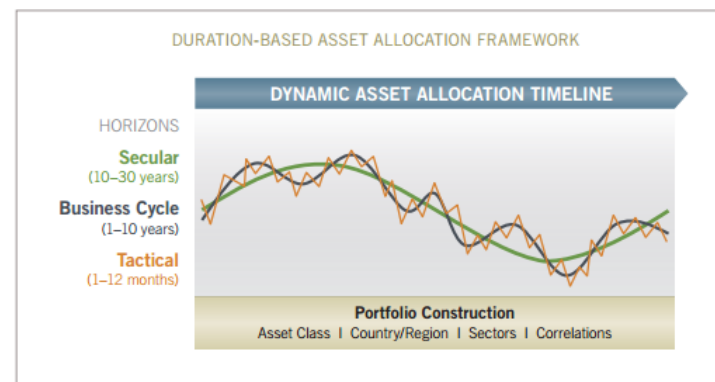 DURATION-BASED ASSET ALLOCATION FRAMEWORK
DYNAMIC ASSET ALLOCATION TIMELINE
HORIZONS
Secular
(10–30 years)
Business Cycle
(1–10 years)
Tactical
(1–12 months)
Portfolio Construction
Asset Class I Country/Region I Sectors I Correlations